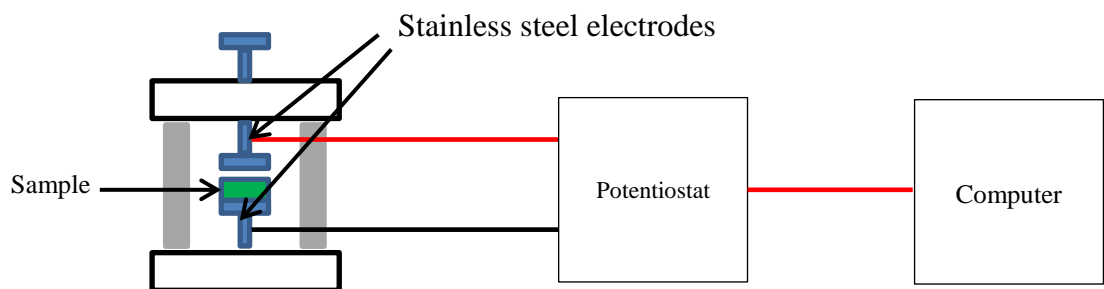 Stainless steel electrodes
Sample
Potentiostat
Computer